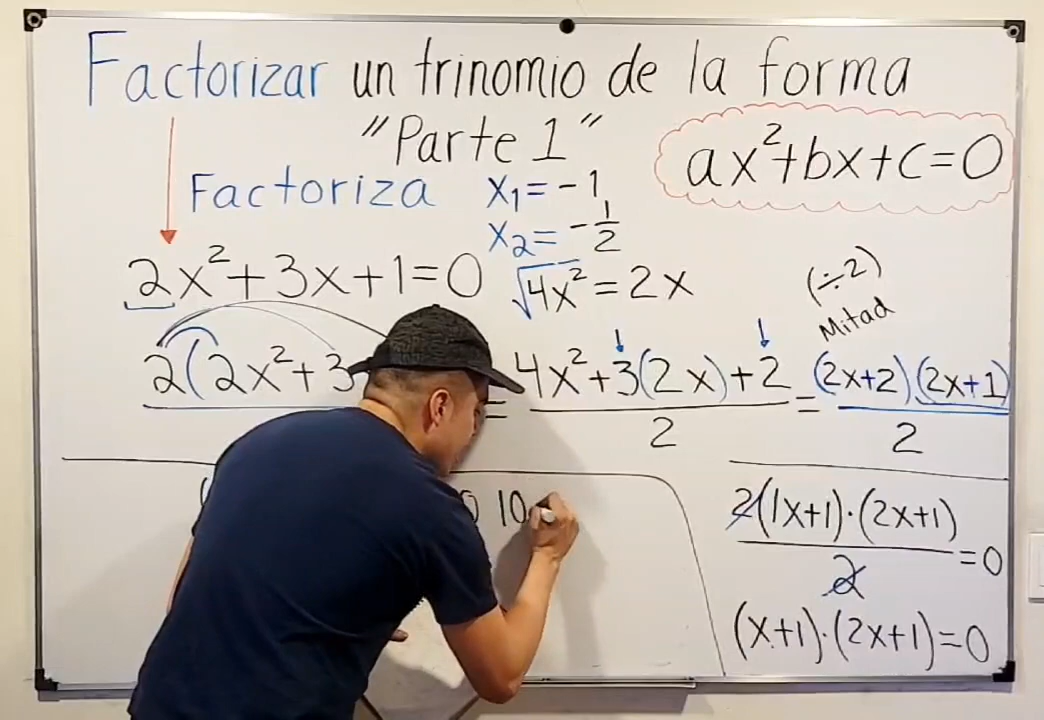 Factorizar un trinomio de la forma
"Parte 1"
ax²+bx+c=0
Factoriza
x₁=-1
x₂=-1/2
2x²+3x+1=0
√4x²=2x
(÷2)
Mitad
2(2x²+3
=
4x²+3(2x)+2
2
=
(2x+2)(2x+1)
2
10
2(1x+1)·(2x+1)
2
=0
(x+1)·(2x+1)=0